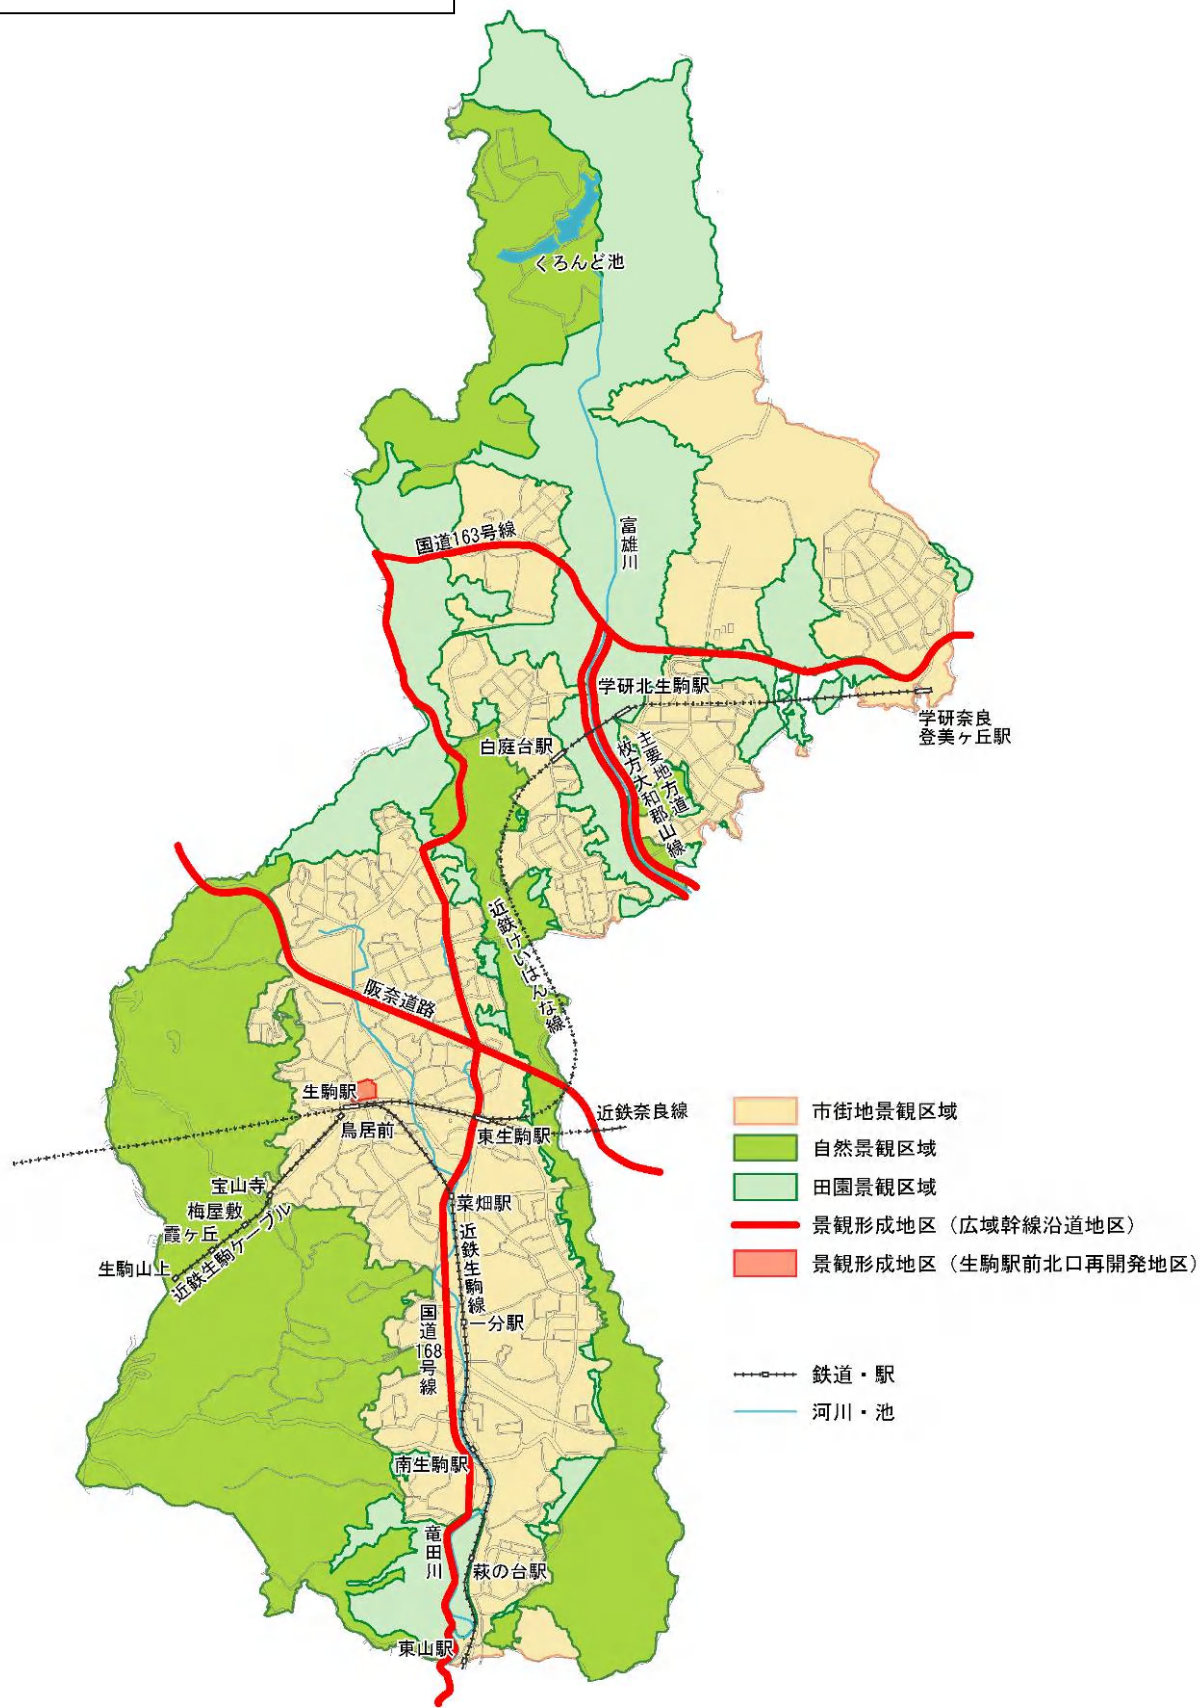 くろんど池
国道163号線
富雄川
学研北生駒駅
学研奈良
登美ヶ丘駅
白庭台駅
主要地方道
枚方大和郡山線
近鉄けいはんな線
阪奈道路
生駒駅
鳥居前
東生駒駅
近鉄奈良線
宝山寺
梅屋敷
霞ヶ丘
生駒山上
近鉄生駒ケーブル
菜畑駅
近鉄生駒線
一分駅
国道168号線
南生駒駅
竜田川
萩の台駅
東山駅
市街地景観区域
自然景観区域
田園景観区域
景観形成地区（広域幹線沿道地区）
景観形成地区（生駒駅前北口再開発地区）
鉄道・駅
河川・池